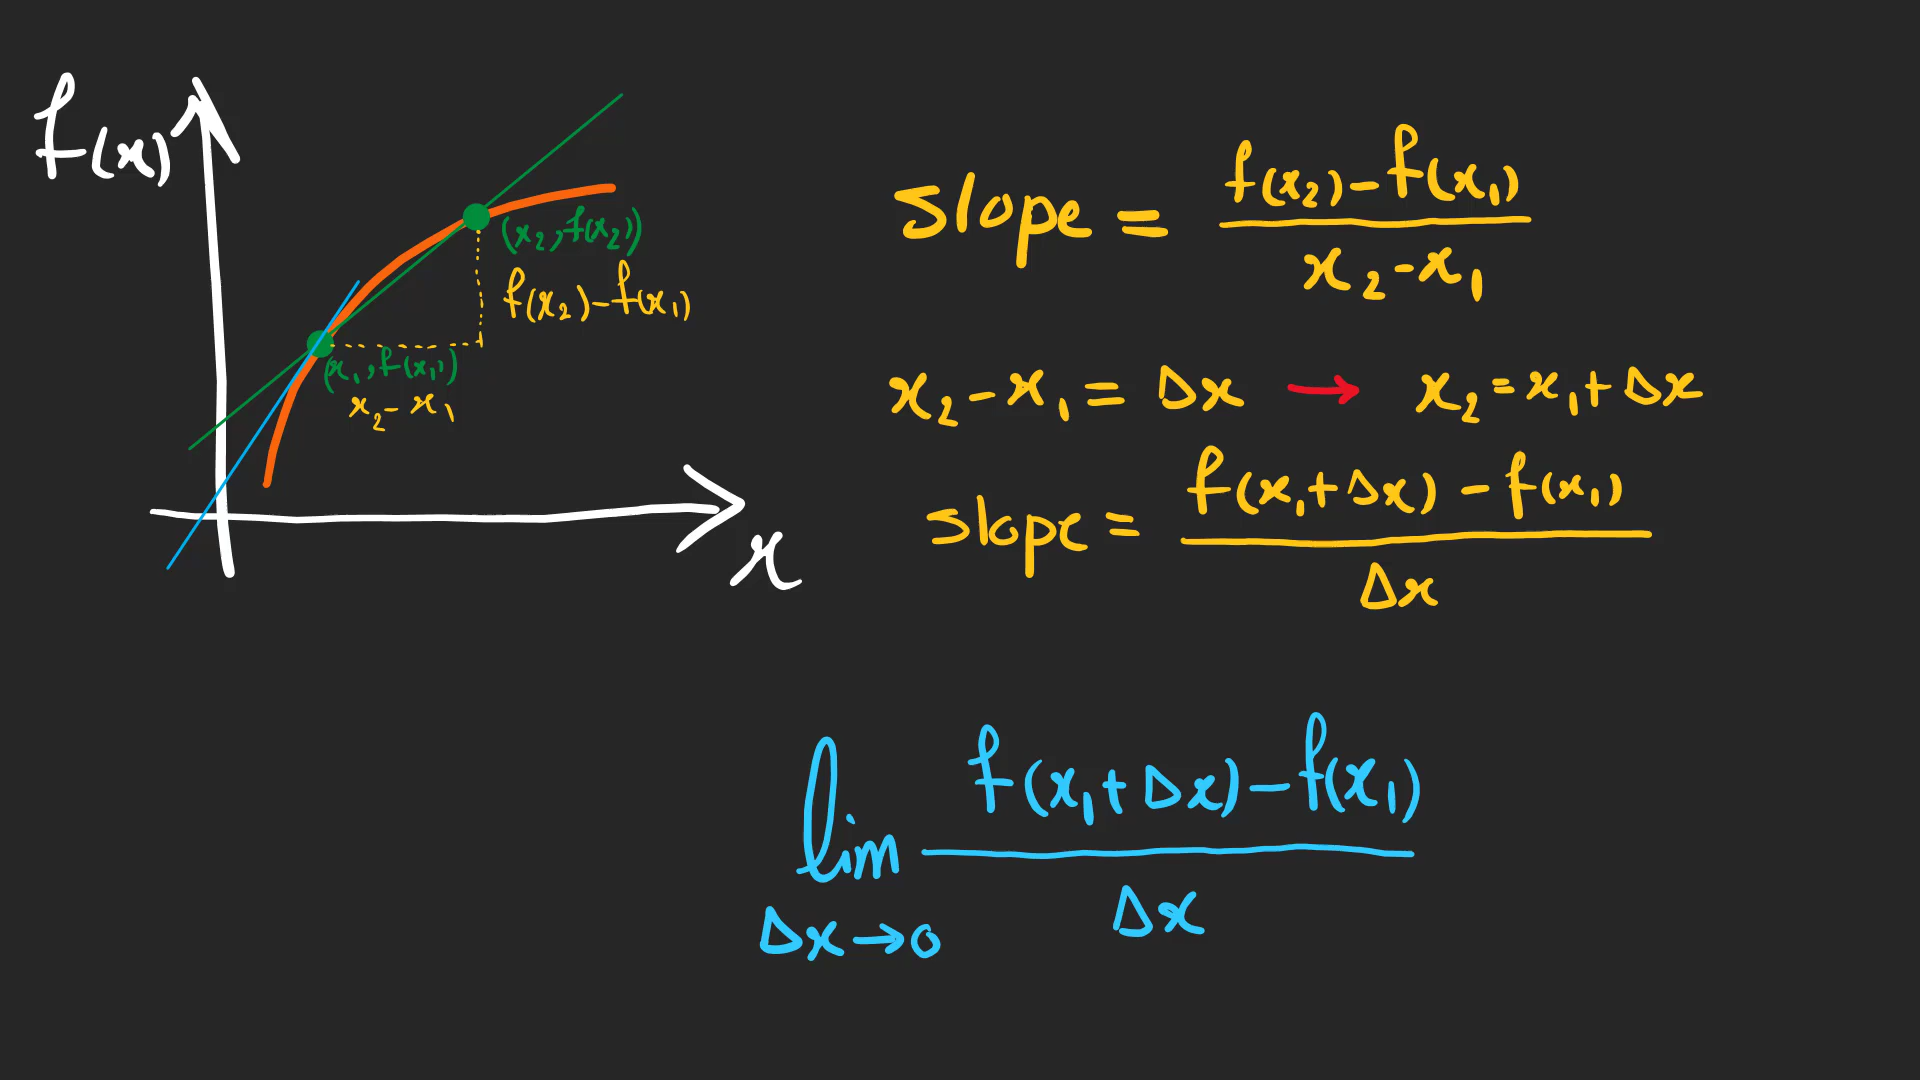 f(x)
(x₂, f(x₂))
f(x₂) - f(x₁)
(x₁, f(x₁))
x₂ - x₁
x
slope = (f(x₂) - f(x₁)) / (x₂ - x₁)
x₂ - x₁ = Δx → x₂ = x₁ + Δx
slope = (f(x₁ + Δx) - f(x₁)) / Δx
lim Δx→0 (f(x₁ + Δx) - f(x₁)) / Δx